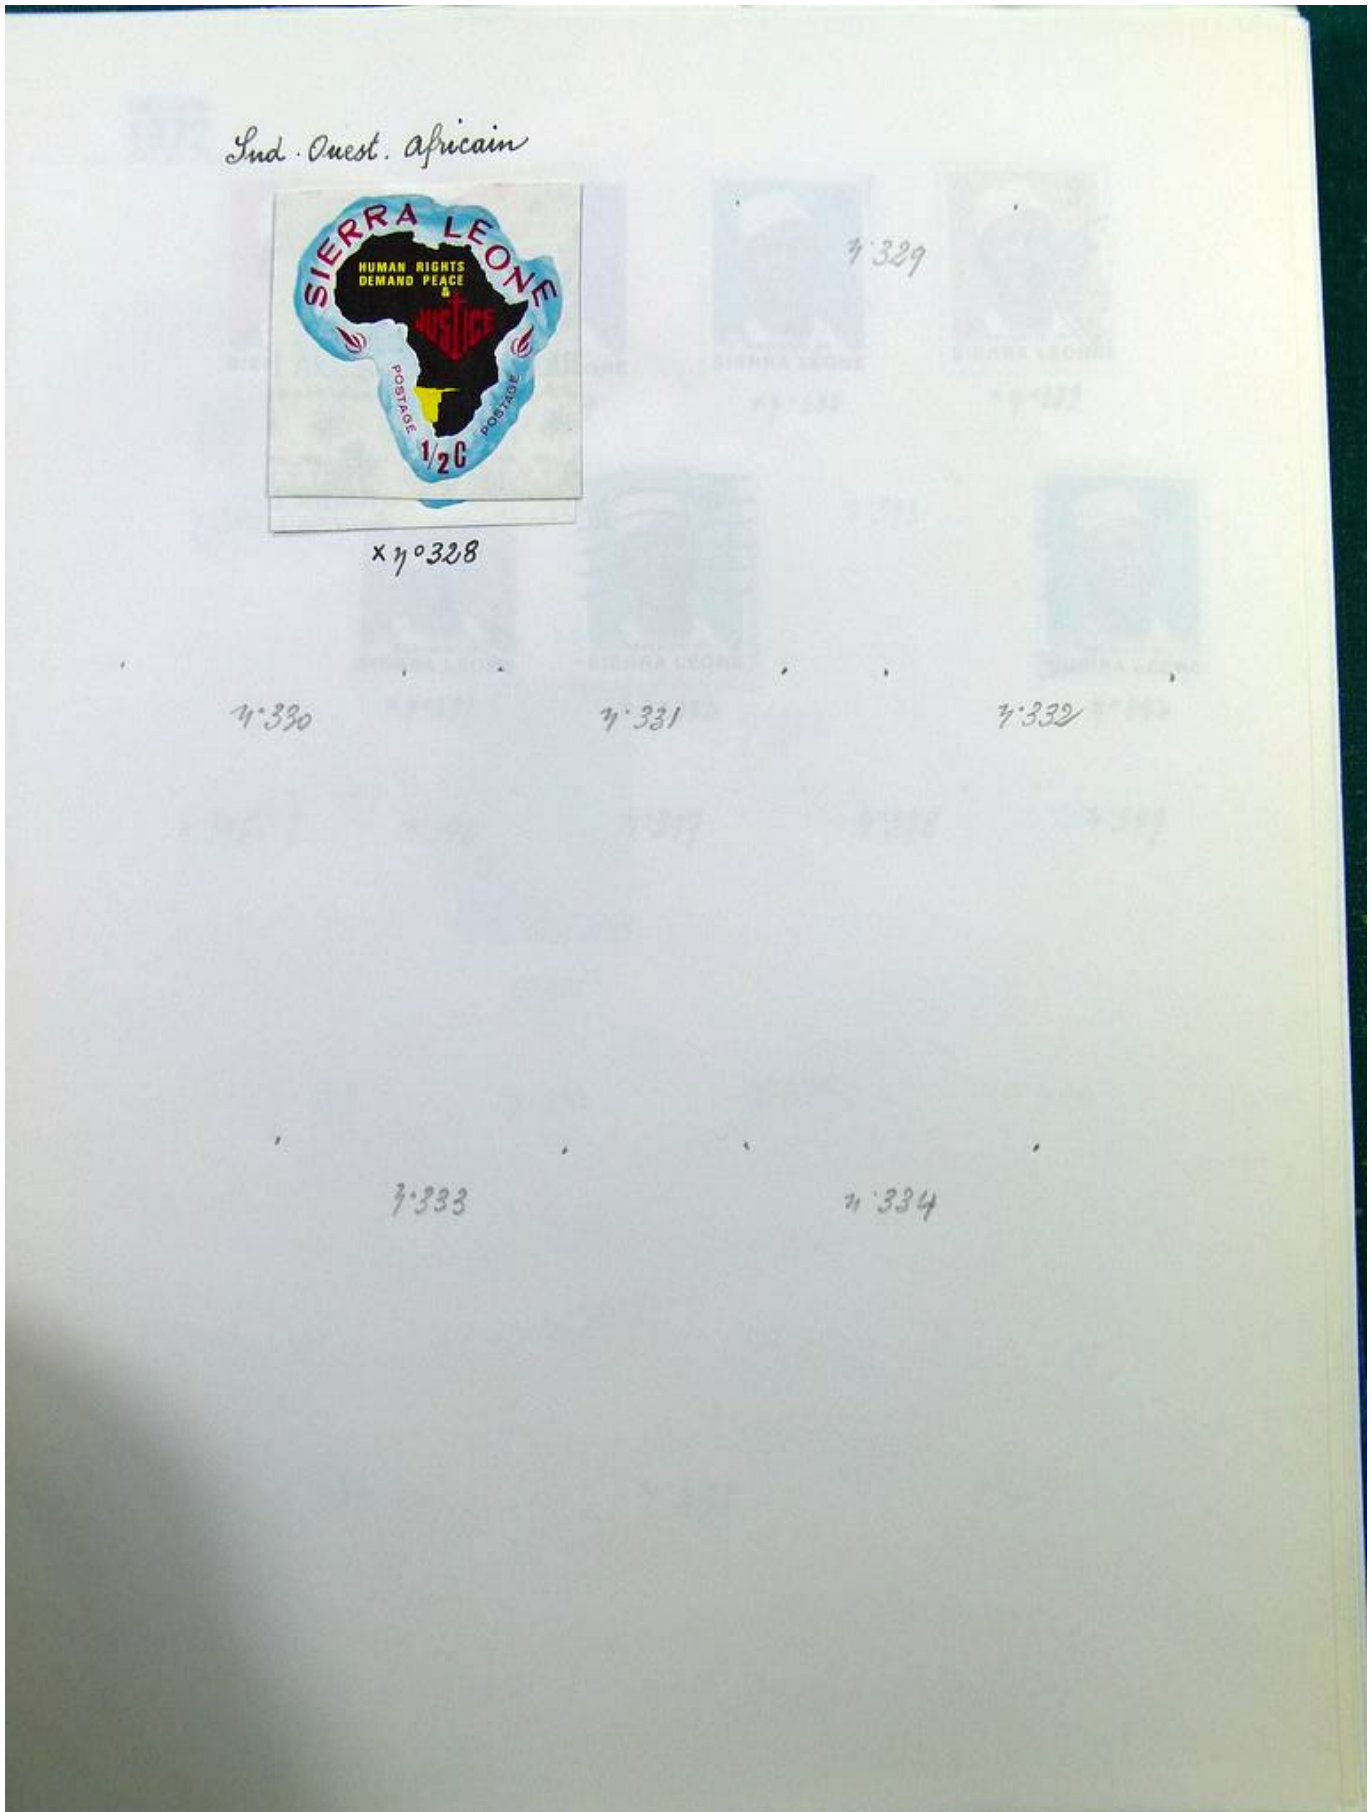 Sud. Ouest. Africain
SIERRA LEONE
HUMAN RIGHTS
DEMAND PEACE
&
JUSTICE
POSTAGE
POSTAGE
1/2C
n°329
x n°328
n°330
n°331
n°332
n°333
n°334